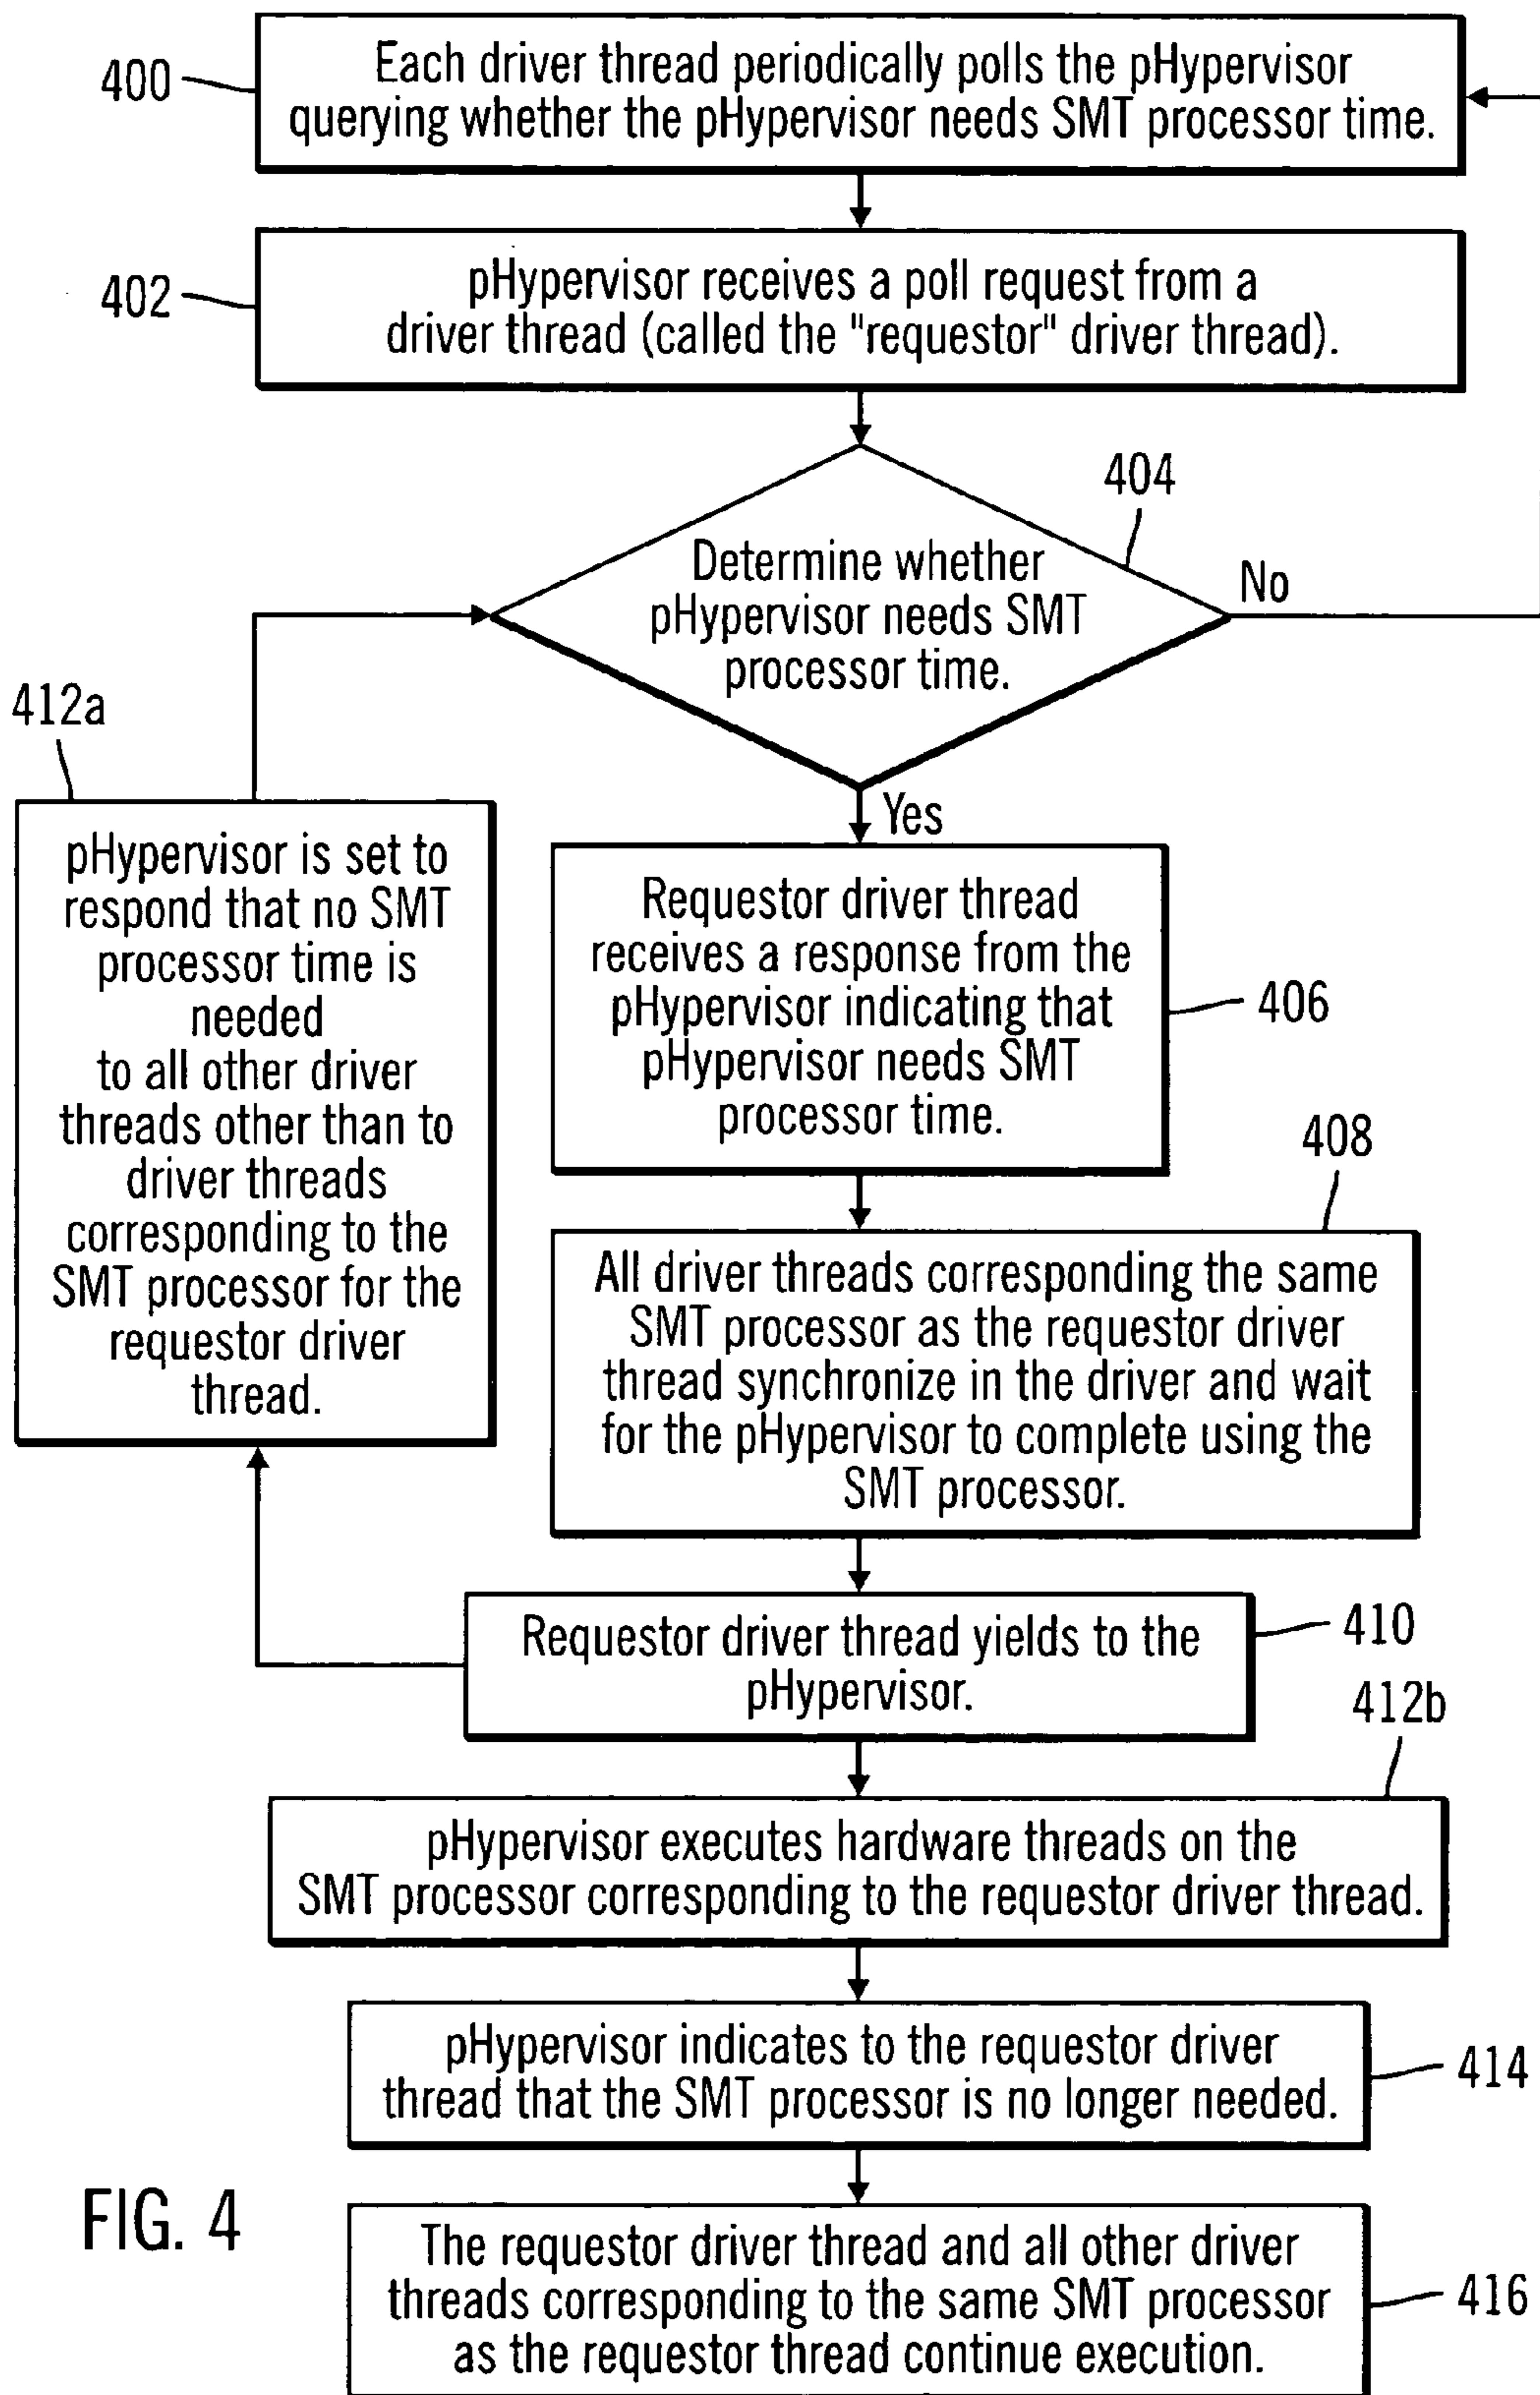 400
Each driver thread periodically polls the pHypervisor
querying whether the pHypervisor needs SMT processor time.
402
pHypervisor receives a poll request from a
driver thread (called the "requestor" driver thread).
404
Determine whether
pHypervisor needs SMT
processor time.
No
Yes
412a
pHypervisor is set to
respond that no SMT
processor time is
needed
to all other driver
threads other than to
driver threads
corresponding to the
SMT processor for the
requestor driver
thread.
Requestor driver thread
receives a response from the
pHypervisor indicating that
pHypervisor needs SMT
processor time.
406
408
All driver threads corresponding the same
SMT processor as the requestor driver
thread synchronize in the driver and wait
for the pHypervisor to complete using the
SMT processor.
Requestor driver thread yields to the
pHypervisor.
410
412b
pHypervisor executes hardware threads on the
SMT processor corresponding to the requestor driver thread.
pHypervisor indicates to the requestor driver
thread that the SMT processor is no longer needed.
414
FIG. 4
The requestor driver thread and all other driver
threads corresponding to the same SMT processor
as the requestor thread continue execution.
416